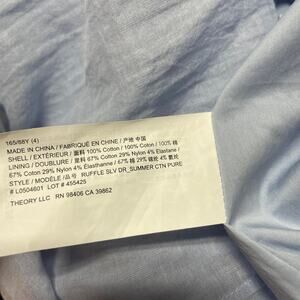 165/88Y (4)
MADE IN CHINA / FABRIQUÉ EN CHINE / 产地 中国
SHELL / EXTÉRIEUR / 面料 100% Cotton / 100% Coton / 100% 棉
LINING / DOUBLURE / 里料 67% Cotton 29% Nylon 4% Elastane /
67% Coton 29% Nylon 4% Élasthanne / 67% 棉 29% 锦纶 4% 氨纶
STYLE / MODÈLE / 品号 RUFFLE SLV DR_SUMMER CTN PURE
# L0504601 LOT # 455425
THEORY LLC RN 98406 CA 39862